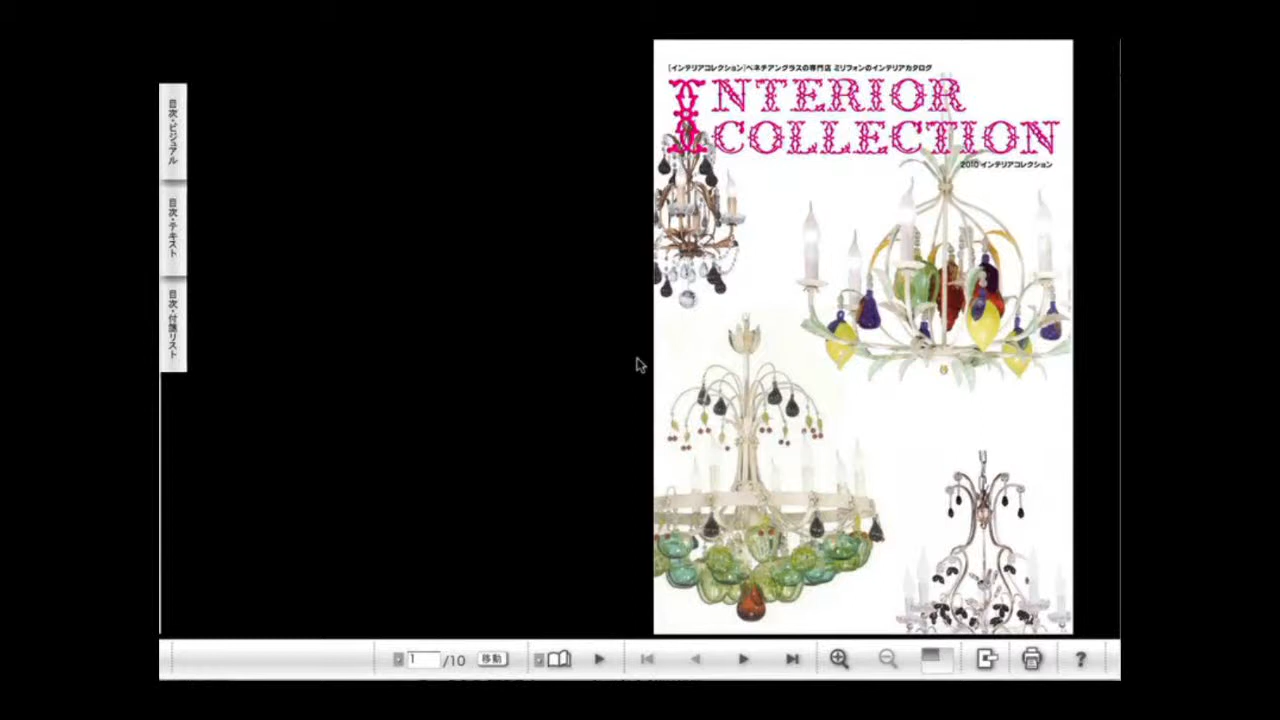 [インテリアコレクション]ベネチアングラスの専門店 ミリフォンのインテリアカタログ
INTERIOR
COLLECTION
2010 インテリアコレクション
目次・ビジュアル
目次・テキスト
目次・付箋リスト
1 /10 移動 ?